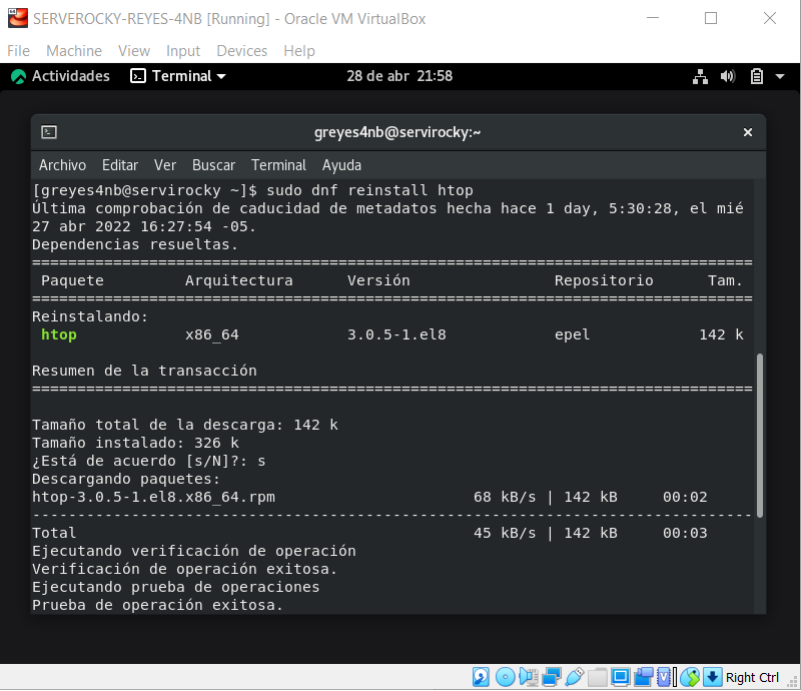 SERVEROCKY-REYES-4NB [Running] - Oracle VM VirtualBox
File Machine View Input Devices Help
Actividades Terminal 28 de abr 21:58
greyes4nb@servirocky:~
Archivo Editar Ver Buscar Terminal Ayuda
[greyes4nb@servirocky ~]$ sudo dnf reinstall htop
Última comprobación de caducidad de metadatos hecha hace 1 day, 5:30:28, el mié
27 abr 2022 16:27:54 -05.
Dependencias resueltas.
================================================================================
Paquete Arquitectura Versión Repositorio Tam.
================================================================================
Reinstalando:
htop x86_64 3.0.5-1.el8 epel 142 k
Resumen de la transacción
================================================================================
Tamaño total de la descarga: 142 k
Tamaño instalado: 326 k
¿Está de acuerdo [s/N]?: s
Descargando paquetes:
htop-3.0.5-1.el8.x86_64.rpm 68 kB/s | 142 kB 00:02
--------------------------------------------------------------------------------
Total 45 kB/s | 142 kB 00:03
Ejecutando verificación de operación
Verificación de operación exitosa.
Ejecutando prueba de operaciones
Prueba de operación exitosa.
Right Ctrl